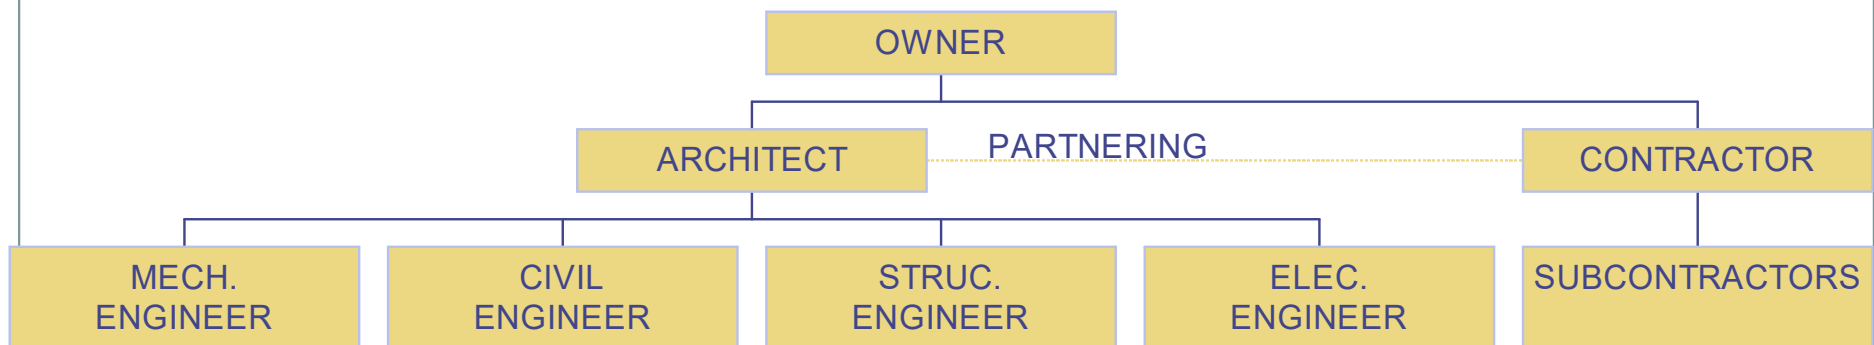 OWNER
ARCHITECT
PARTNERING
CONTRACTOR
MECH.
ENGINEER
CIVIL
ENGINEER
STRUC.
ENGINEER
ELEC.
ENGINEER
SUBCONTRACTORS